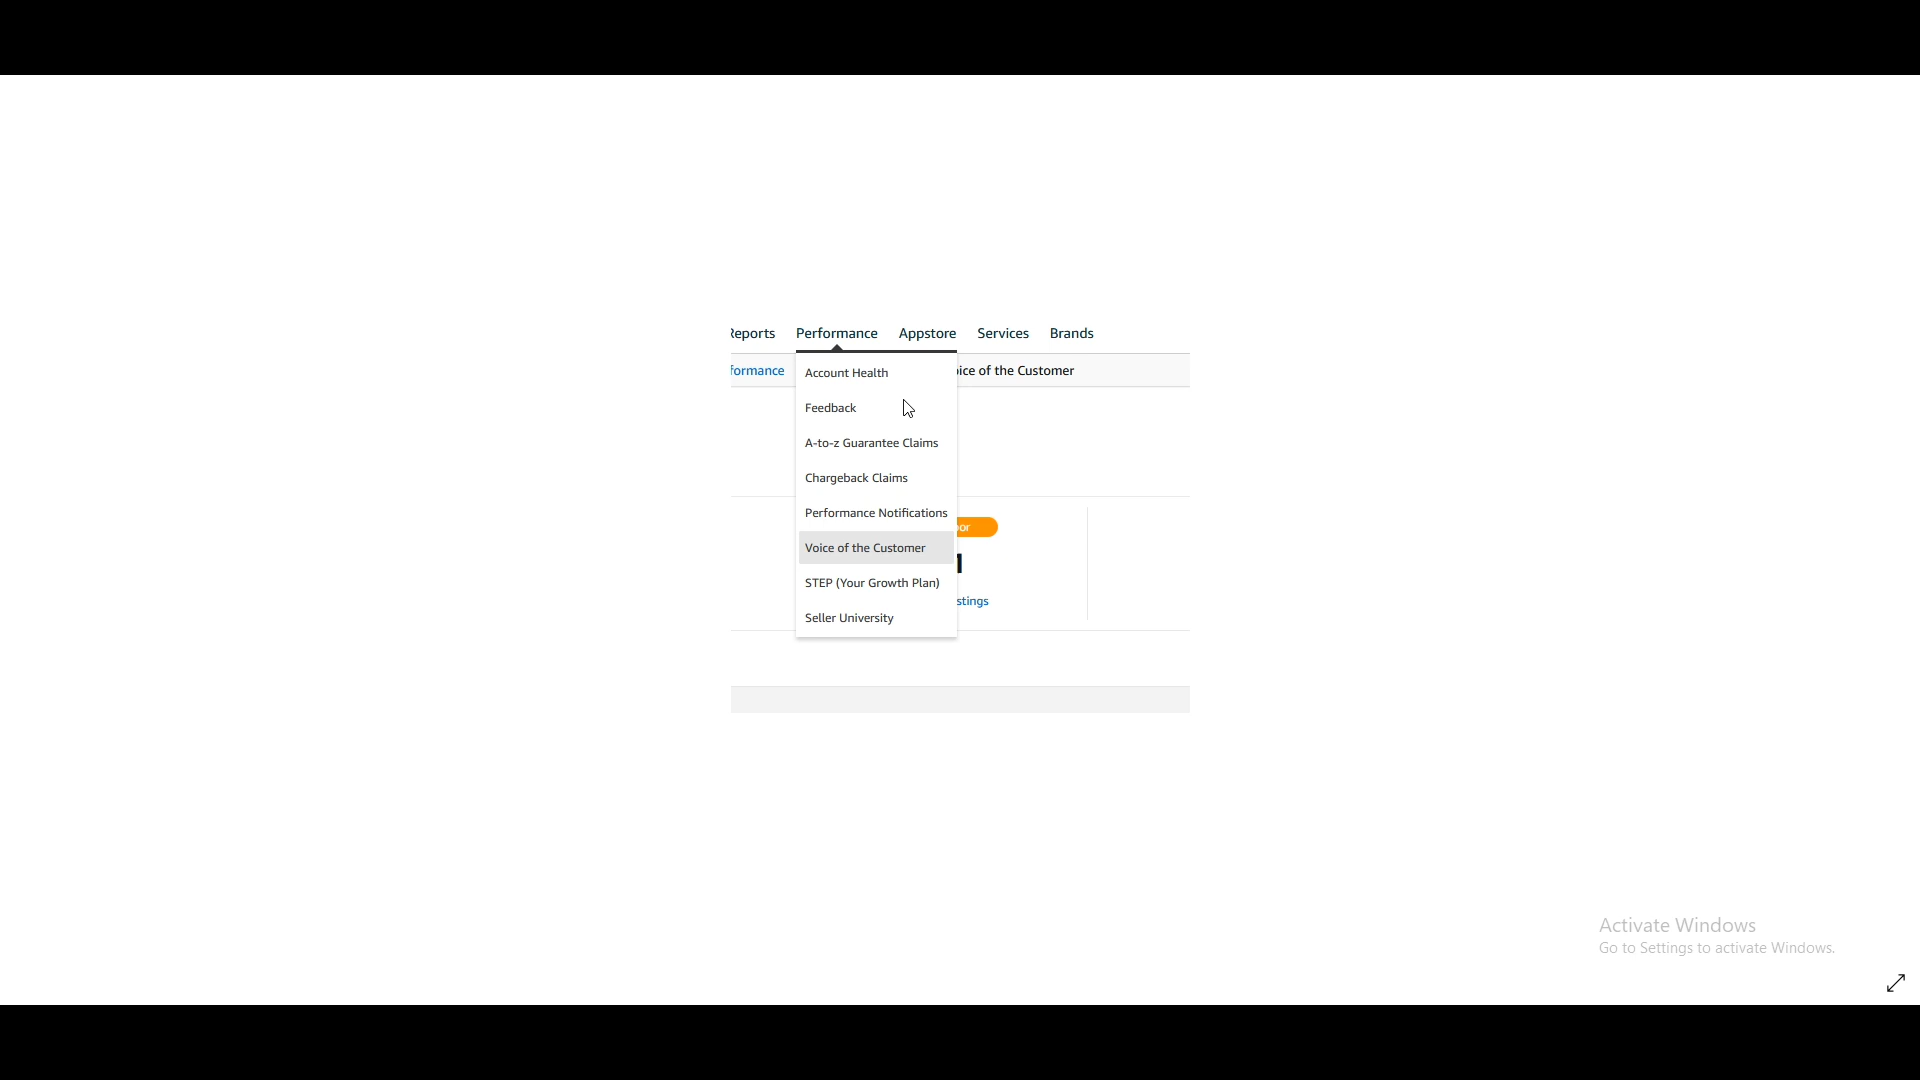 Reports Performance Appstore Services Brands
formance
oice of the Customer
Account Health
Feedback
A-to-z Guarantee Claims
Chargeback Claims
Performance Notifications
Voice of the Customer
STEP (Your Growth Plan)
Seller University
oor
stings
Activate Windows
Go to Settings to activate Windows.